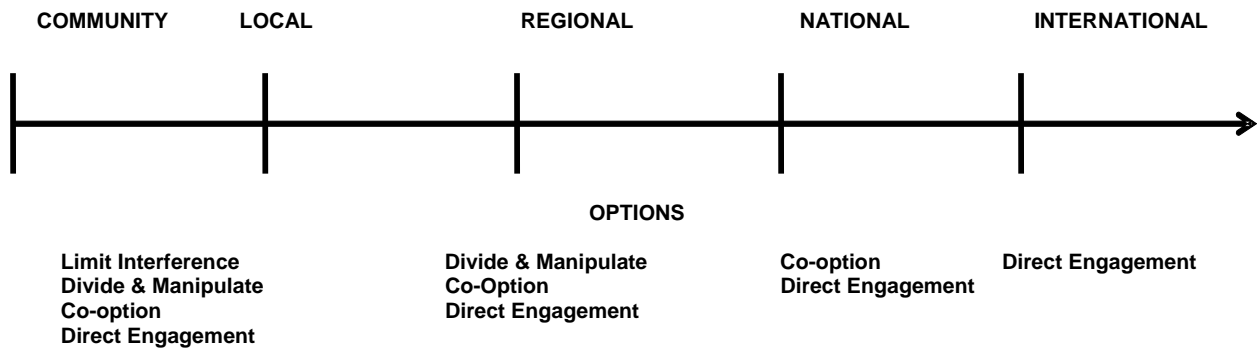 COMMUNITY LOCAL REGIONAL NATIONAL INTERNATIONAL
OPTIONS
Limit Interference
Divide & Manipulate
Co-option
Direct Engagement
Divide & Manipulate
Co-Option
Direct Engagement
Co-option
Direct Engagement
Direct Engagement